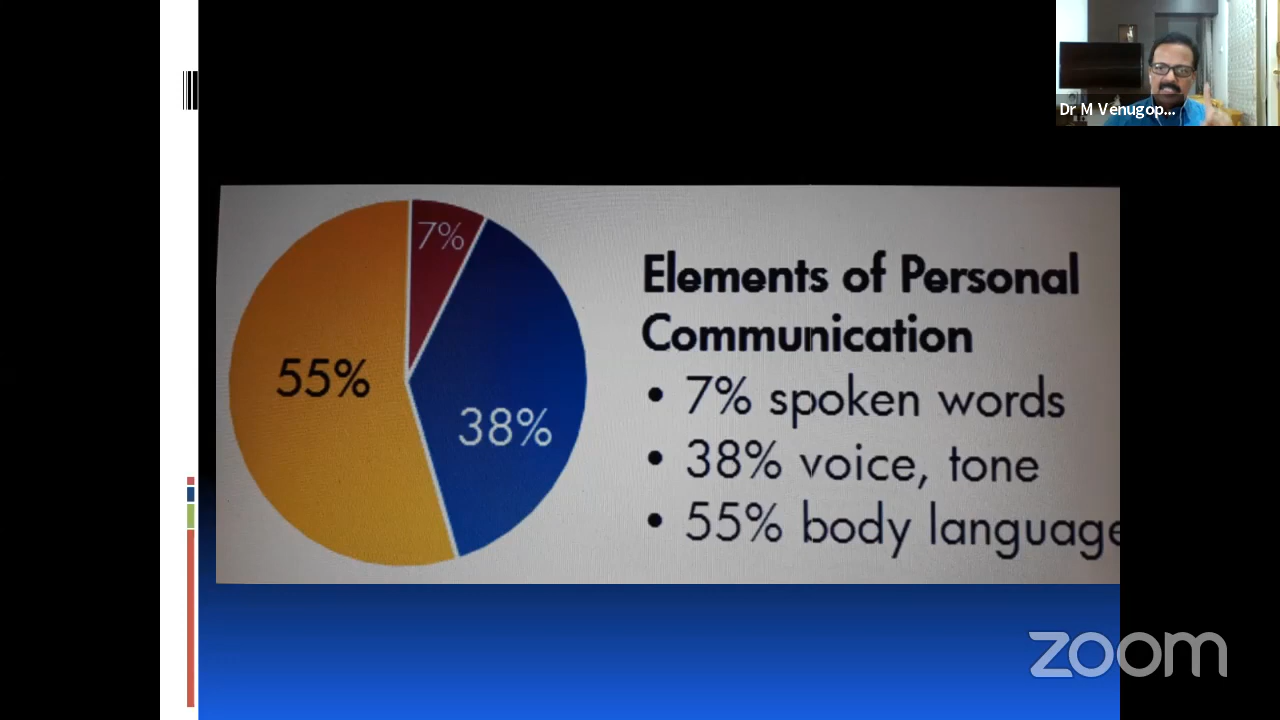 Dr M Venugop...
7%
55%
38%
Elements of Personal
Communication
• 7% spoken words
• 38% voice, tone
• 55% body language
zoom